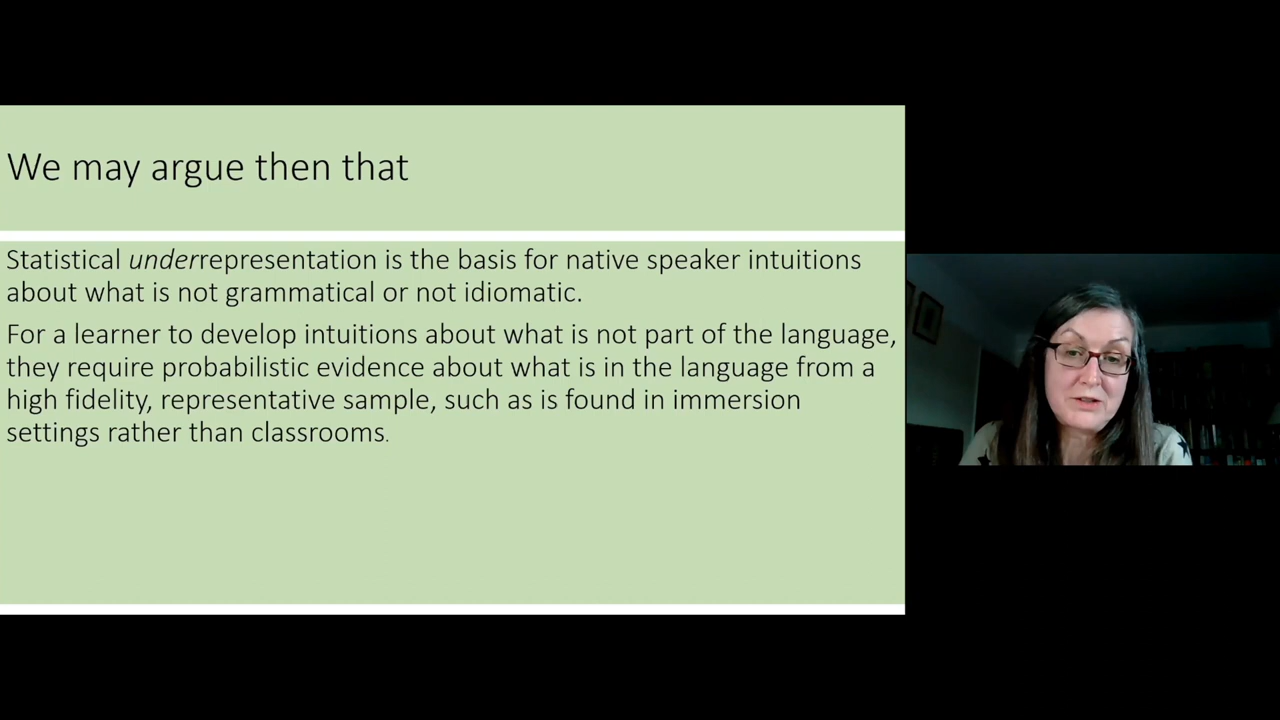 We may argue then that
Statistical underrepresentation is the basis for native speaker intuitions
about what is not grammatical or not idiomatic.
For a learner to develop intuitions about what is not part of the language,
they require probabilistic evidence about what is in the language from a
high fidelity, representative sample, such as is found in immersion
settings rather than classrooms.